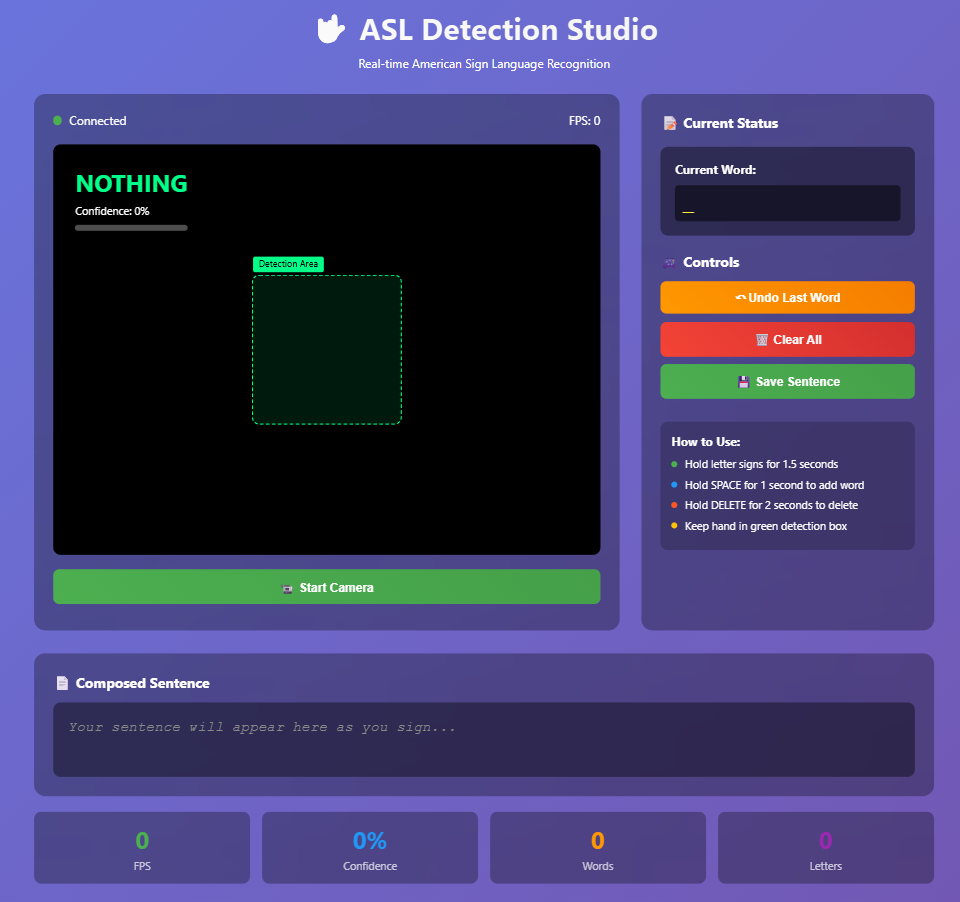 ASL Detection Studio
Real-time American Sign Language Recognition
Connected
FPS: 0
NOTHING
Confidence: 0%
Detection Area
Start Camera
Current Status
Current Word:
_
Controls
Undo Last Word
Clear All
Save Sentence
How to Use:
Hold letter signs for 1.5 seconds
Hold SPACE for 1 second to add word
Hold DELETE for 2 seconds to delete
Keep hand in green detection box
Composed Sentence
Your sentence will appear here as you sign...
0
FPS
0%
Confidence
0
Words
0
Letters